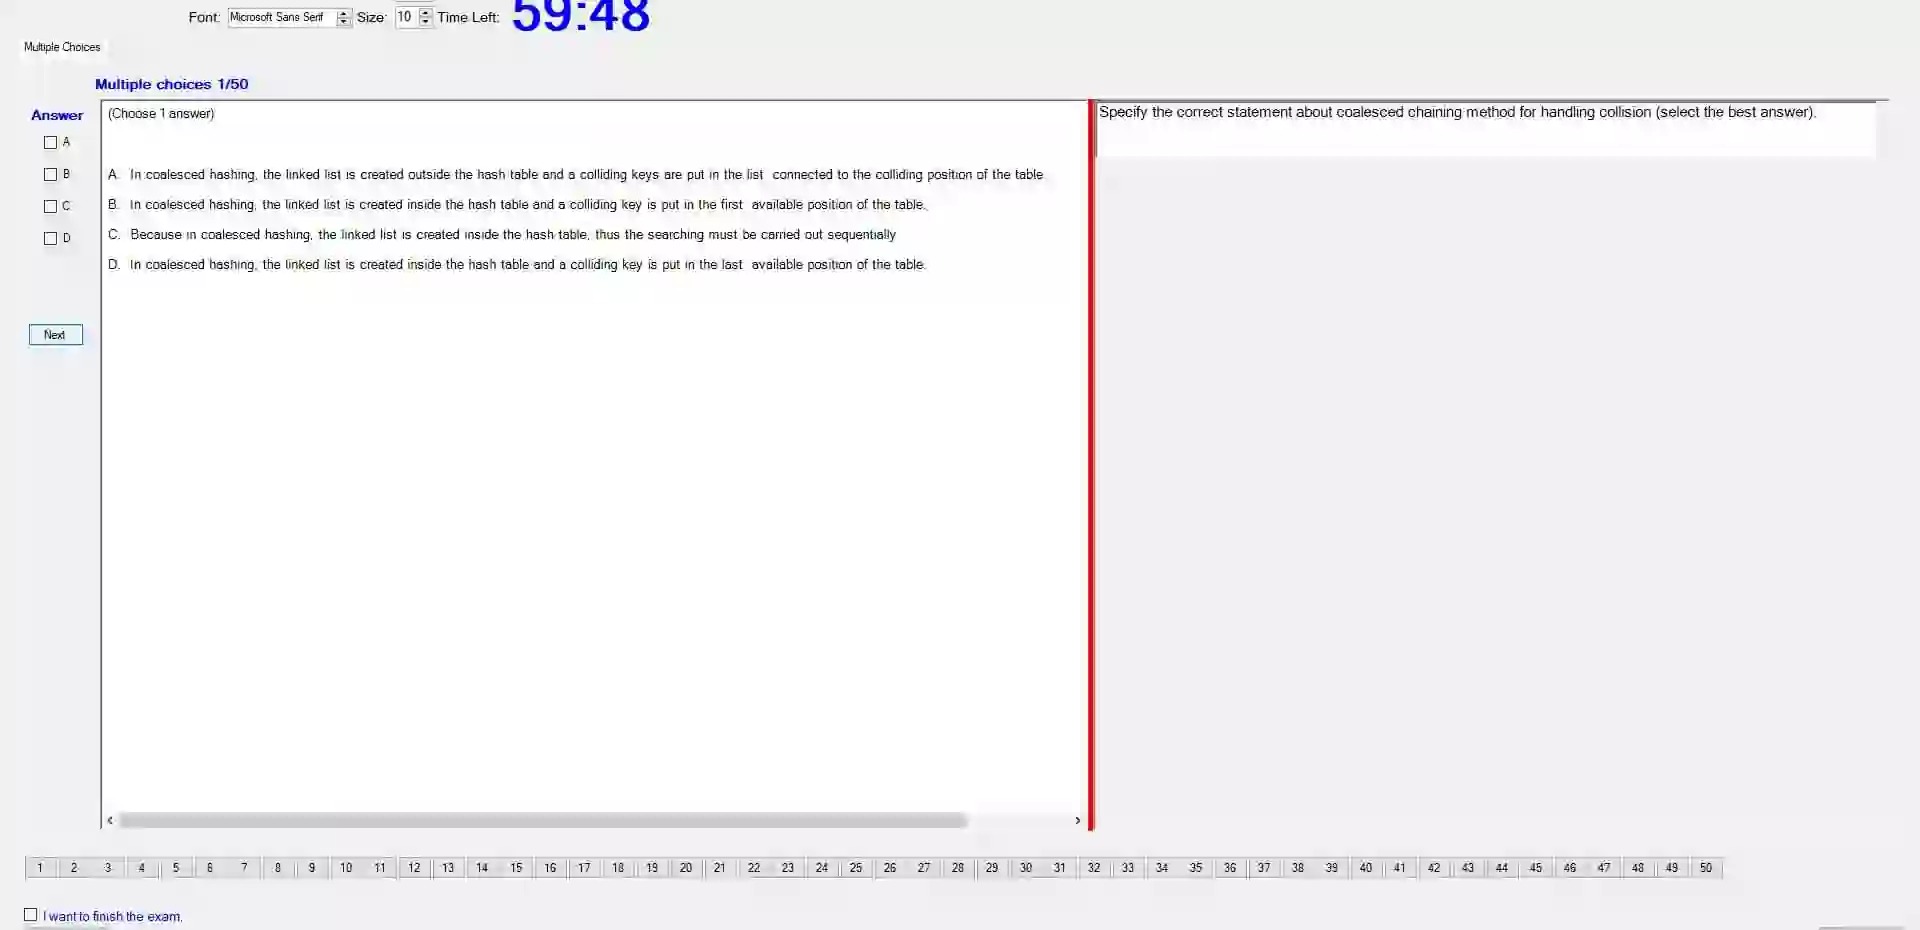 Font: Microsoft Sans Serif Size: 10 Time Left: 59:48
Multiple Choices
Multiple choices 1/50
Answer
(Choose 1 answer)
Specify the correct statement about coalesced chaining method for handling collision (select the best answer).
A
B
C
D
A. In coalesced hashing, the linked list is created outside the hash table and a colliding keys are put in the list connected to the colliding position of the table
B. In coalesced hashing, the linked list is created inside the hash table and a colliding key is put in the first available position of the table.
C. Because in coalesced hashing, the linked list is created inside the hash table, thus the searching must be carried out sequentially
D. In coalesced hashing, the linked list is created inside the hash table and a colliding key is put in the last available position of the table.
Next
1 2 3 4 5 6 7 8 9 10 11 12 13 14 15 16 17 18 19 20 21 22 23 24 25 26 27 28 29 30 31 32 33 34 35 36 37 38 39 40 41 42 43 44 45 46 47 48 49 50
I want to finish the exam.